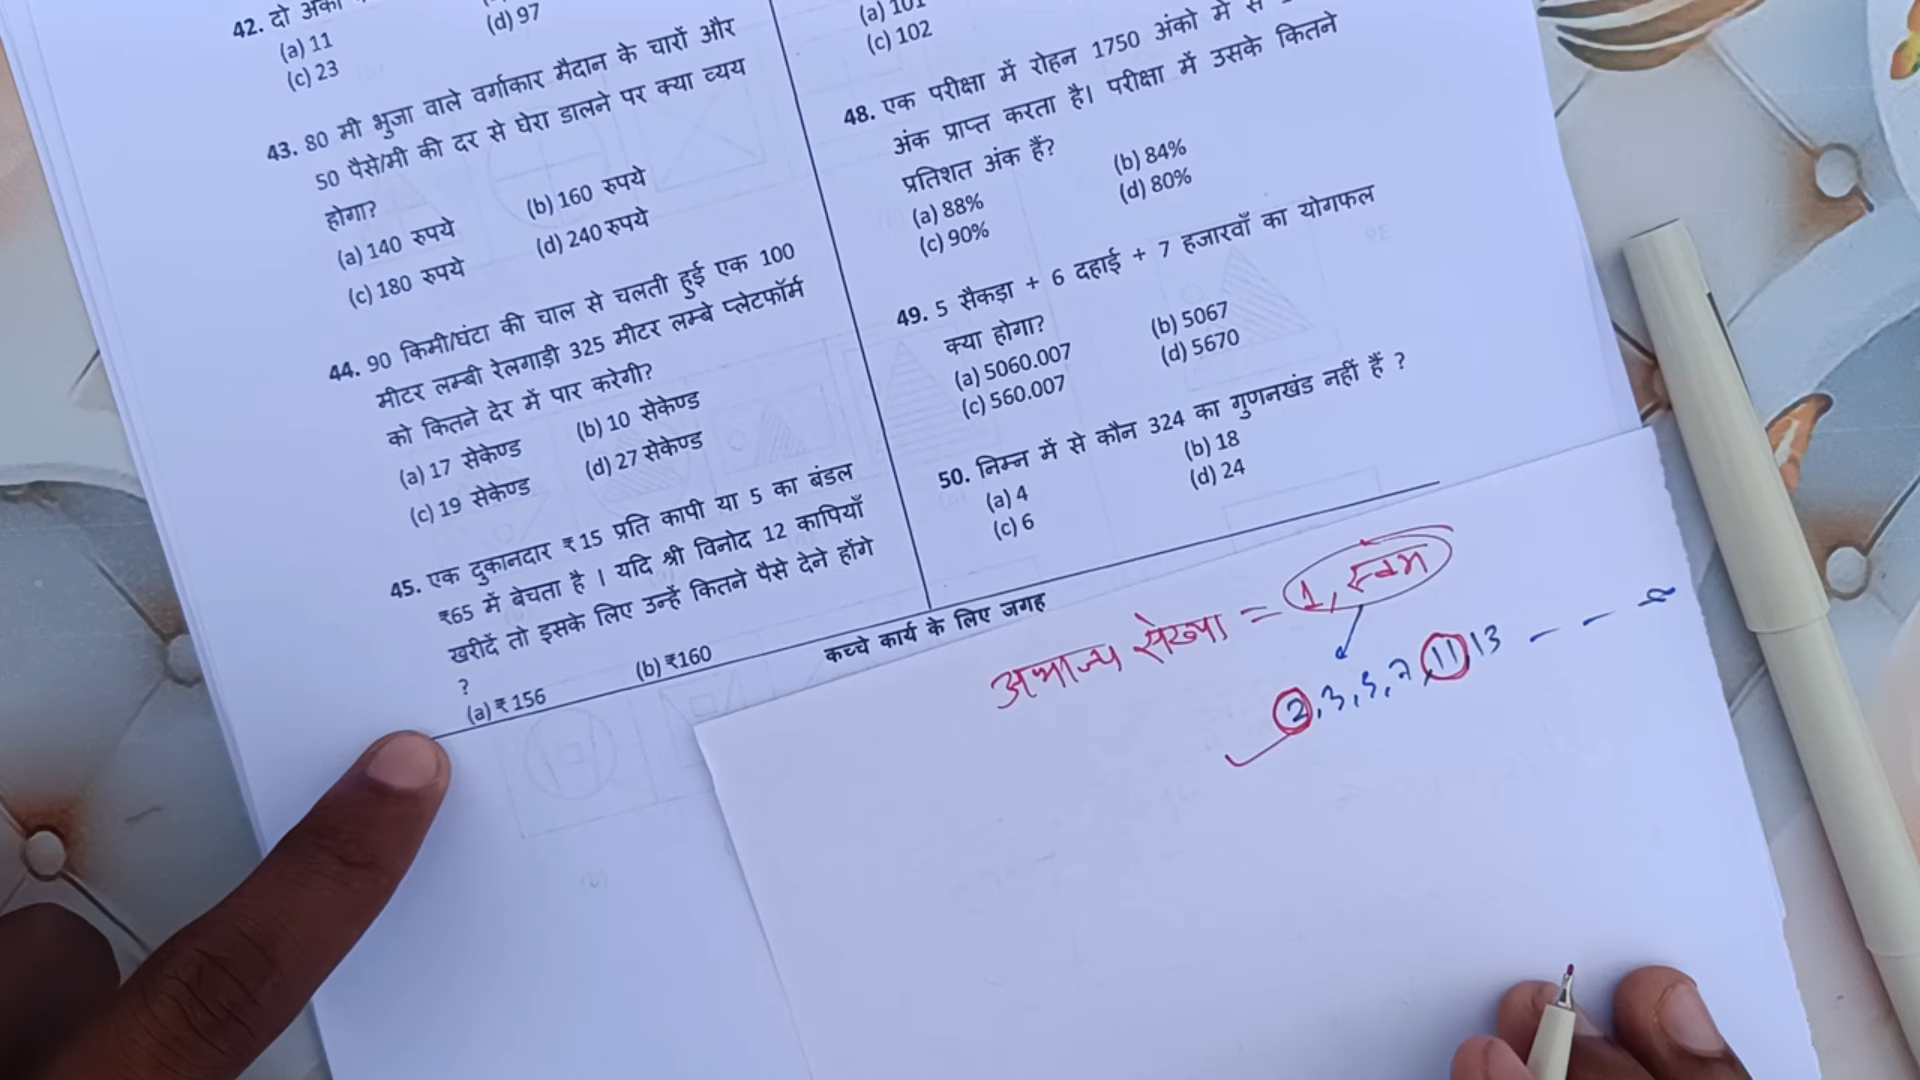 42. दो अंकों
(a) 11
(d) 97
(c) 23
43. 80 मी भुजा वाले वर्गाकार मैदान के चारों और
50 पैसे/मी की दर से घेरा डालने पर क्या व्यय
होगा?
(a) 140 रुपये
(b) 160 रुपये
(c) 180 रुपये
(d) 240 रुपये
44. 90 किमी/घंटा की चाल से चलती हुई एक 100
मीटर लम्बी रेलगाड़ी 325 मीटर लम्बे प्लेटफॉर्म
को कितने देर में पार करेगी?
(a) 17 सेकेण्ड
(b) 10 सेकेण्ड
(c) 19 सेकेण्ड
(d) 27 सेकेण्ड
45. एक दुकानदार ₹ 15 प्रति कापी या 5 का बंडल
₹65 में बेचता है । यदि श्री विनोद 12 कापियाँ
खरीदें तो इसके लिए उन्हें कितने पैसे देने होंगे
?
(a) ₹ 156
(b) ₹160
(a) 101
(c) 102
48. एक परीक्षा में रोहन 1750 अंको में से
अंक प्राप्त करता है। परीक्षा में उसके कितने
प्रतिशत अंक हैं?
(a) 88%
(b) 84%
(c) 90%
(d) 80%
49. 5 सैकड़ा + 6 दहाई + 7 हजारवाँ का योगफल
क्या होगा?
(a) 5060.007
(b) 5067
(c) 560.007
(d) 5670
50. निम्न में से कौन 324 का गुणनखंड नहीं हैं ?
(a) 4
(b) 18
(c) 6
(d) 24
कच्चे कार्य के लिए जगह
अभाज्य संख्या = 1, स्वयं
2, 3, 5, 7, 11, 13 - - - ∞